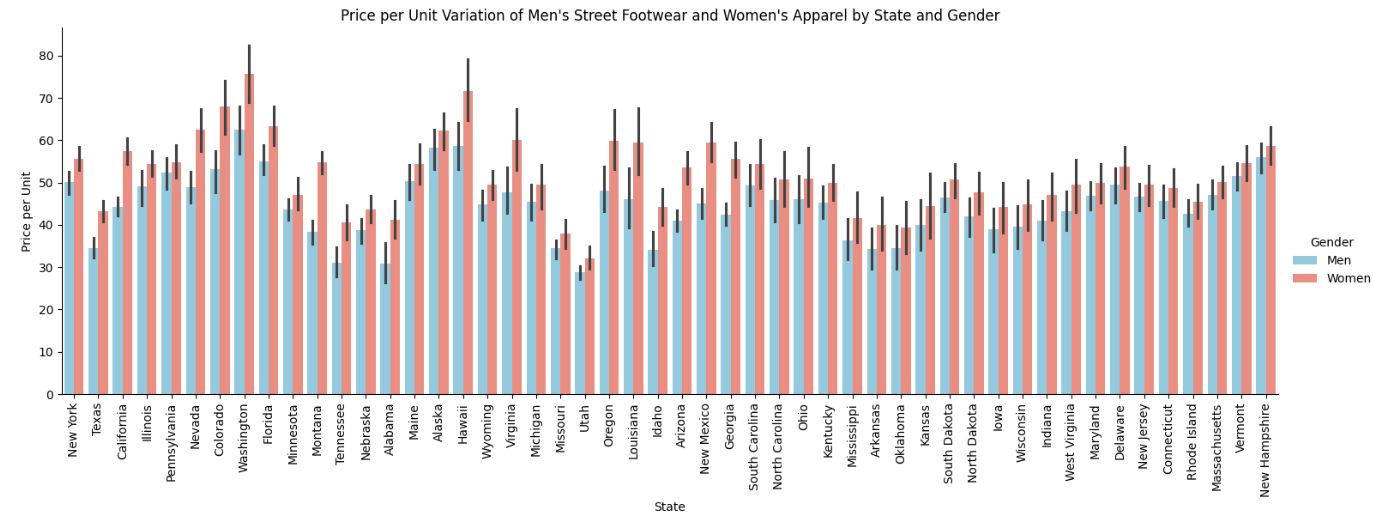 Price per Unit Variation of Men's Street Footwear and Women's Apparel by State and Gender
Price per Unit
80
70
60
50
40
30
20
10
0
New York
Texas
California
Illinois
Pennsylvania
Nevada
Colorado
Washington
Florida
Minnesota
Montana
Tennessee
Nebraska
Alabama
Maine
Alaska
Hawaii
Wyoming
Virginia
Michigan
Missouri
Utah
Oregon
Louisiana
Idaho
Arizona
New Mexico
Georgia
South Carolina
North Carolina
Ohio
Kentucky
Mississippi
Arkansas
Oklahoma
Kansas
South Dakota
North Dakota
Iowa
Wisconsin
Indiana
West Virginia
Maryland
Delaware
New Jersey
Connecticut
Rhode Island
Massachusetts
Vermont
New Hampshire
State
Gender
Men
Women